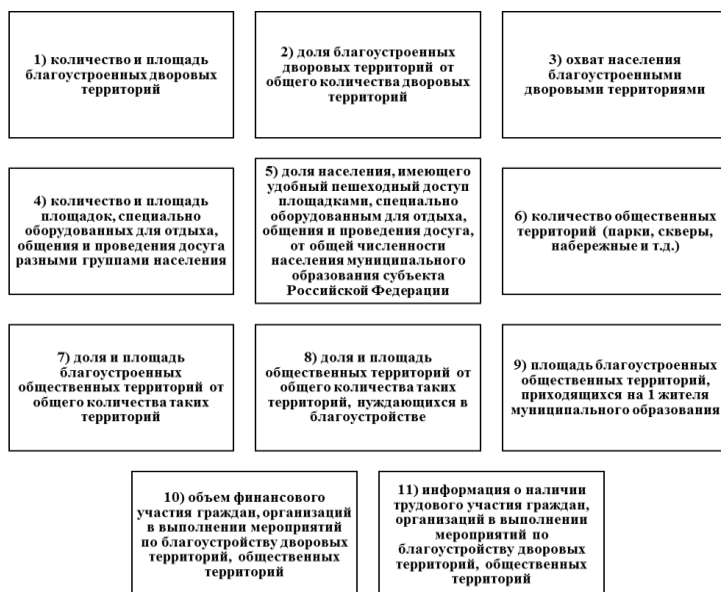 1) количество и площадь
благоустроенных дворовых
территорий
2) доля благоустроенных
дворовых территорий от
общего количества дворовых
территорий
3) охват населения
благоустроенными
дворовыми территориями
4) количество и площадь
площадок, специально
оборудованных для отдыха,
общения и проведения досуга
разными группами населения
5) доля населения, имеющего
удобный пешеходный доступ
площадками, специально
оборудованным для отдыха,
общения и проведения досуга,
от общей численности
населения муниципального
образования субъекта
Российской Федерации
6) количество общественных
территорий (парки, скверы,
набережные и т.д.)
7) доля и площадь
благоустроенных
общественных территорий от
общего количества таких
территорий
8) доля и площадь
общественных территорий от
общего количества таких
территорий, нуждающихся в
благоустройстве
9) площадь благоустроенных
общественных территорий,
приходящихся на 1 жителя
муниципального образования
10) объем финансового
участия граждан, организаций
в выполнении мероприятий
по благоустройству дворовых
территорий, общественных
территорий
11) информация о наличии
трудового участия граждан,
организаций в выполнении
мероприятий по
благоустройству дворовых
территорий, общественных
территорий